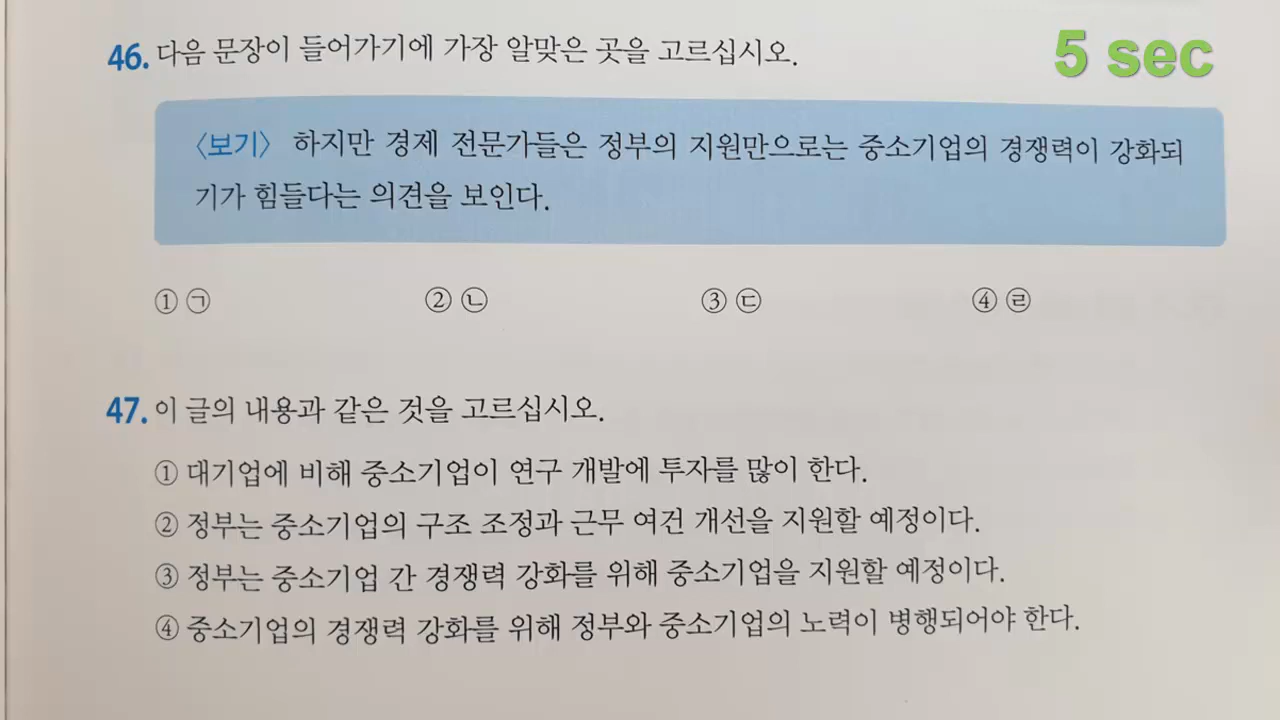 46. 다음 문장이 들어가기에 가장 알맞은 곳을 고르십시오.
5 sec
〈보기〉 하지만 경제 전문가들은 정부의 지원만으로는 중소기업의 경쟁력이 강화되
기가 힘들다는 의견을 보인다.
① ㉠ ② ㉡ ③ ㉢ ④ ㉣
47. 이 글의 내용과 같은 것을 고르십시오.
① 대기업에 비해 중소기업이 연구 개발에 투자를 많이 한다.
② 정부는 중소기업의 구조 조정과 근무 여건 개선을 지원할 예정이다.
③ 정부는 중소기업 간 경쟁력 강화를 위해 중소기업을 지원할 예정이다.
④ 중소기업의 경쟁력 강화를 위해 정부와 중소기업의 노력이 병행되어야 한다.